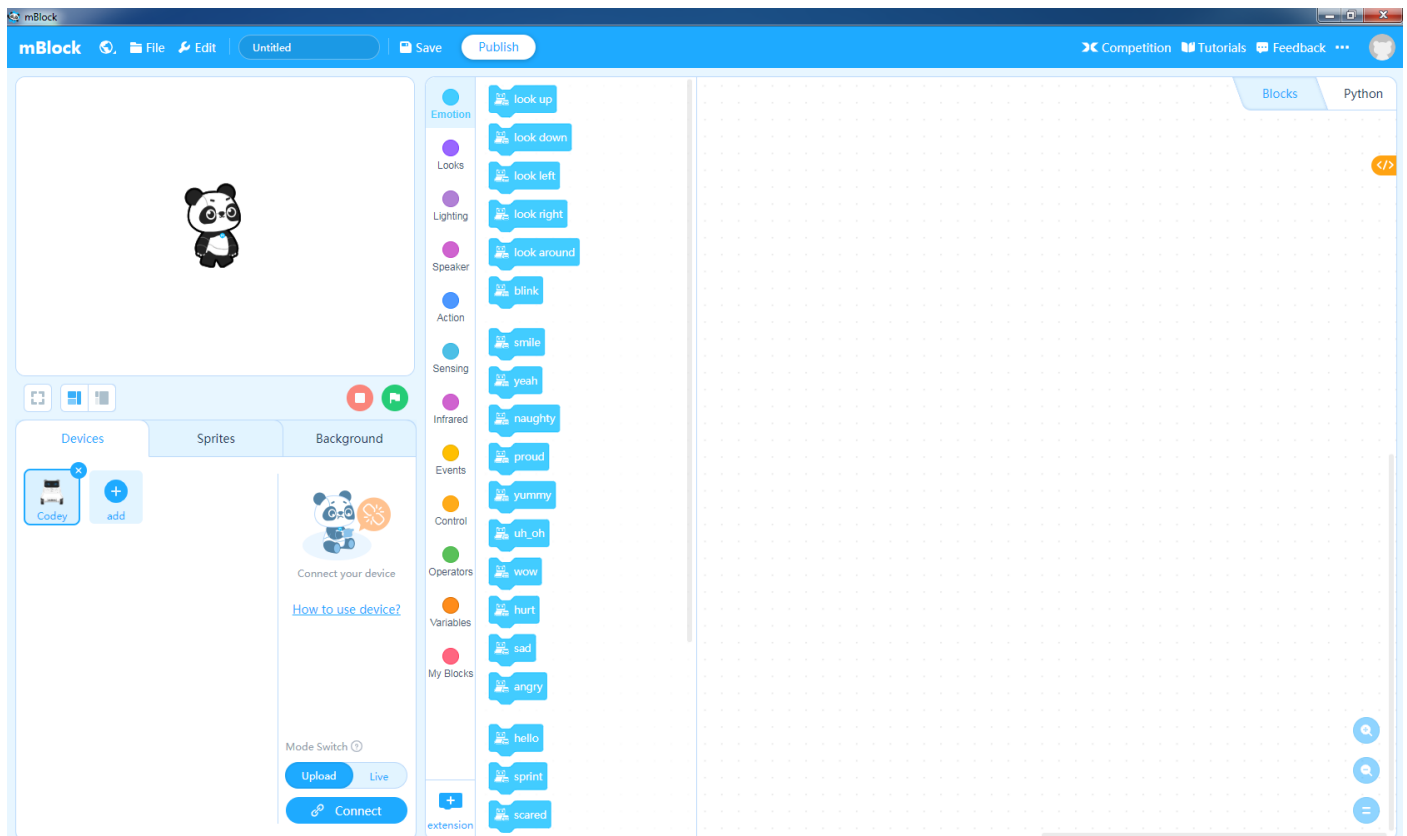 mBlock
mBlock File Edit Untitled Save Publish Competition Tutorials Feedback
Blocks Python
Emotion
Looks
Lighting
Speaker
Action
Sensing
Infrared
Events
Control
Operators
Variables
My Blocks
extension
look up
look down
look left
look right
look around
blink
smile
yeah
naughty
proud
yummy
uh_oh
wow
hurt
sad
angry
hello
sprint
scared
Devices Sprites Background
Codey
add
Connect your device
How to use device?
Mode Switch ?
Upload Live
Connect